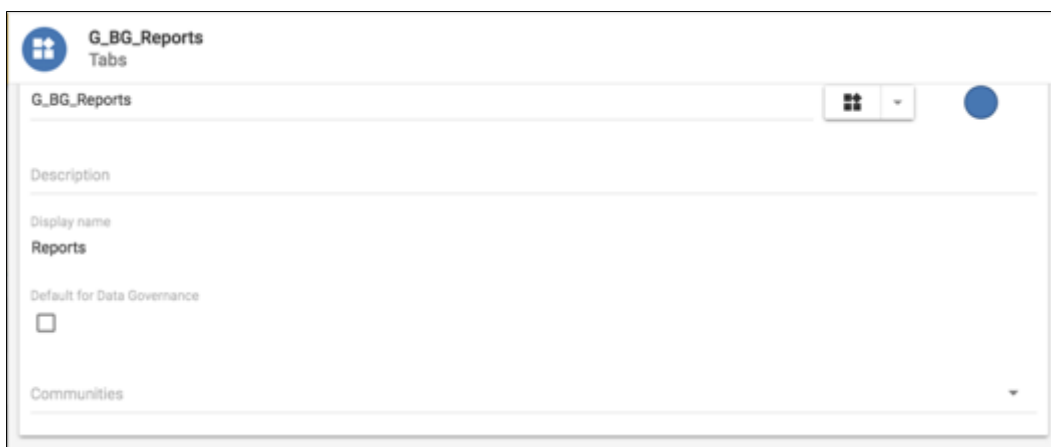 G_BG_Reports
Tabs
G_BG_Reports
Description
Display name
Reports
Default for Data Governance
Communities